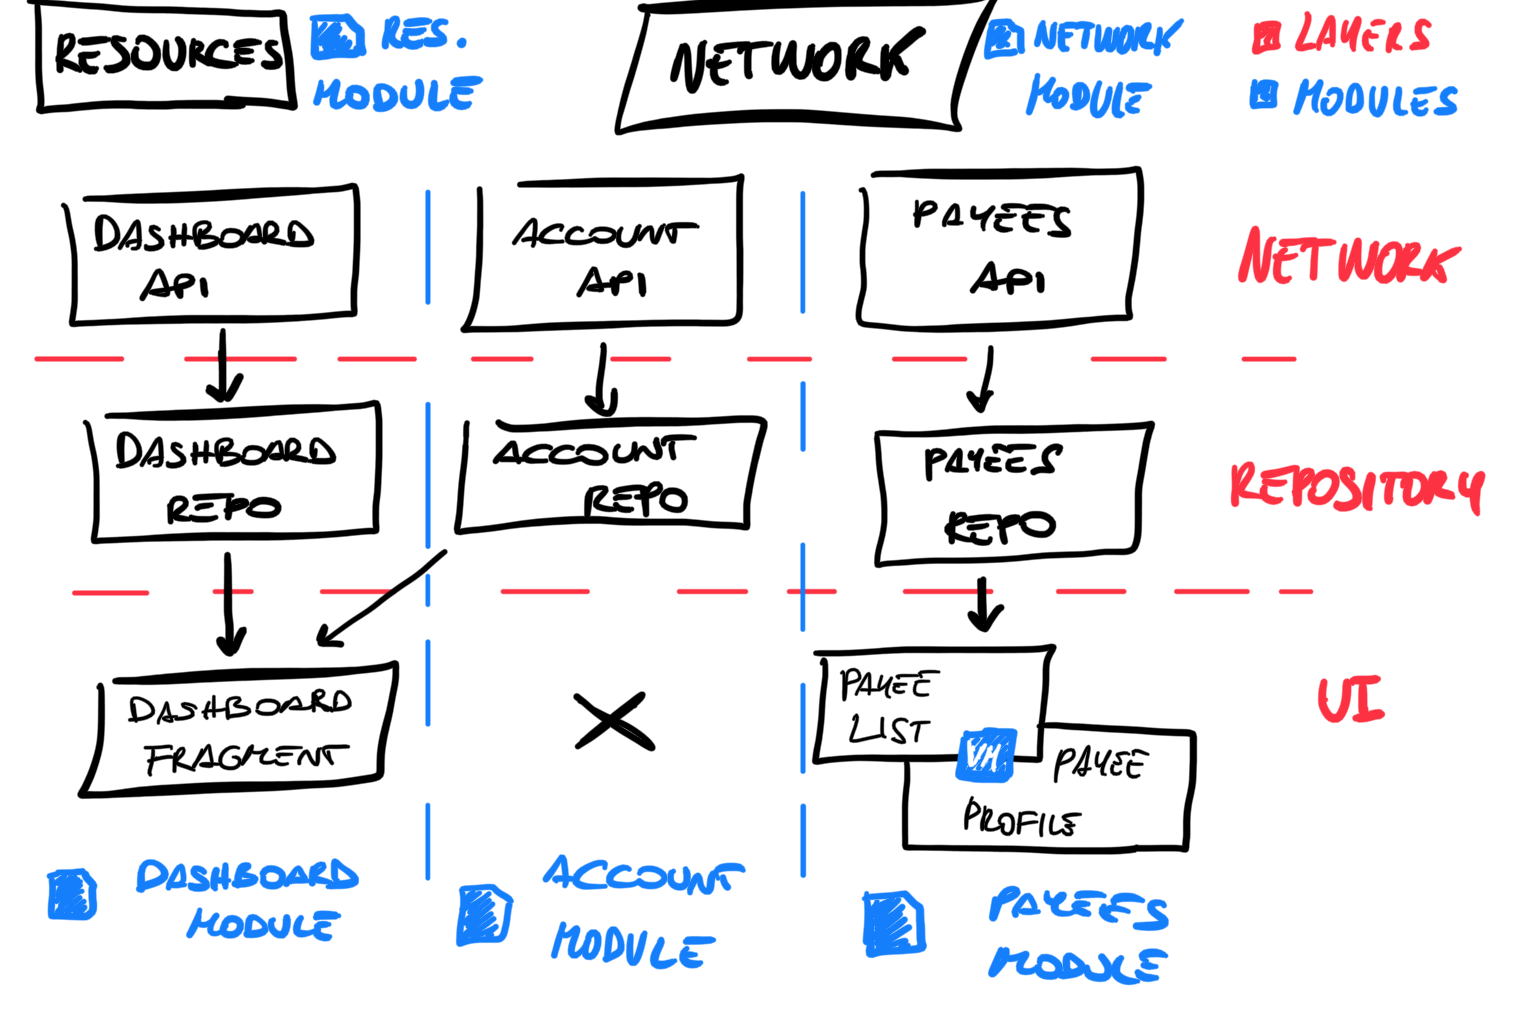 RESOURCES
RES.
MODULE
NETWORK
NETWORK
MODULE
LAYERS
MODULES
DASHBOARD
API
ACCOUNT
API
PAYEES
API
NETWORK
DASHBOARD
REPO
ACCOUNT
REPO
PAYEES
REPO
REPOSITORY
DASHBOARD
FRAGMENT
PAYEE
LIST
VM
PAYEE
PROFILE
UI
DASHBOARD
MODULE
ACCOUNT
MODULE
PAYEES
MODULE